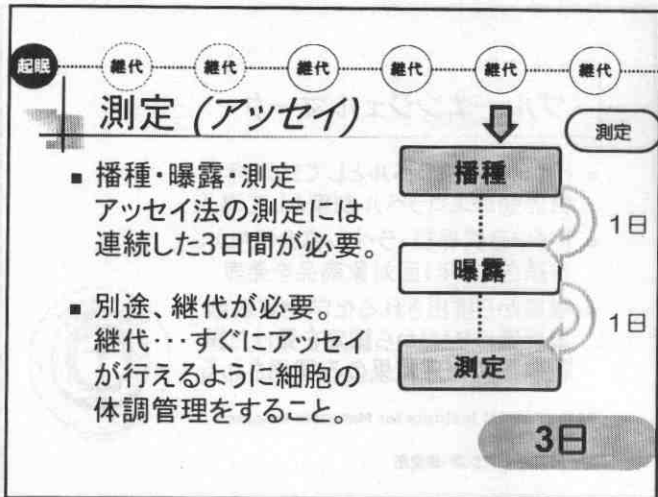 起眠 継代 継代 継代 継代 継代 継代
測定 (アッセイ)
測定
■ 播種・曝露・測定
アッセイ法の測定には
連続した3日間が必要。
■ 別途、継代が必要。
継代・・・すぐにアッセイ
が行えるように細胞の
体調管理をすること。
播種
1日
曝露
1日
測定
3日